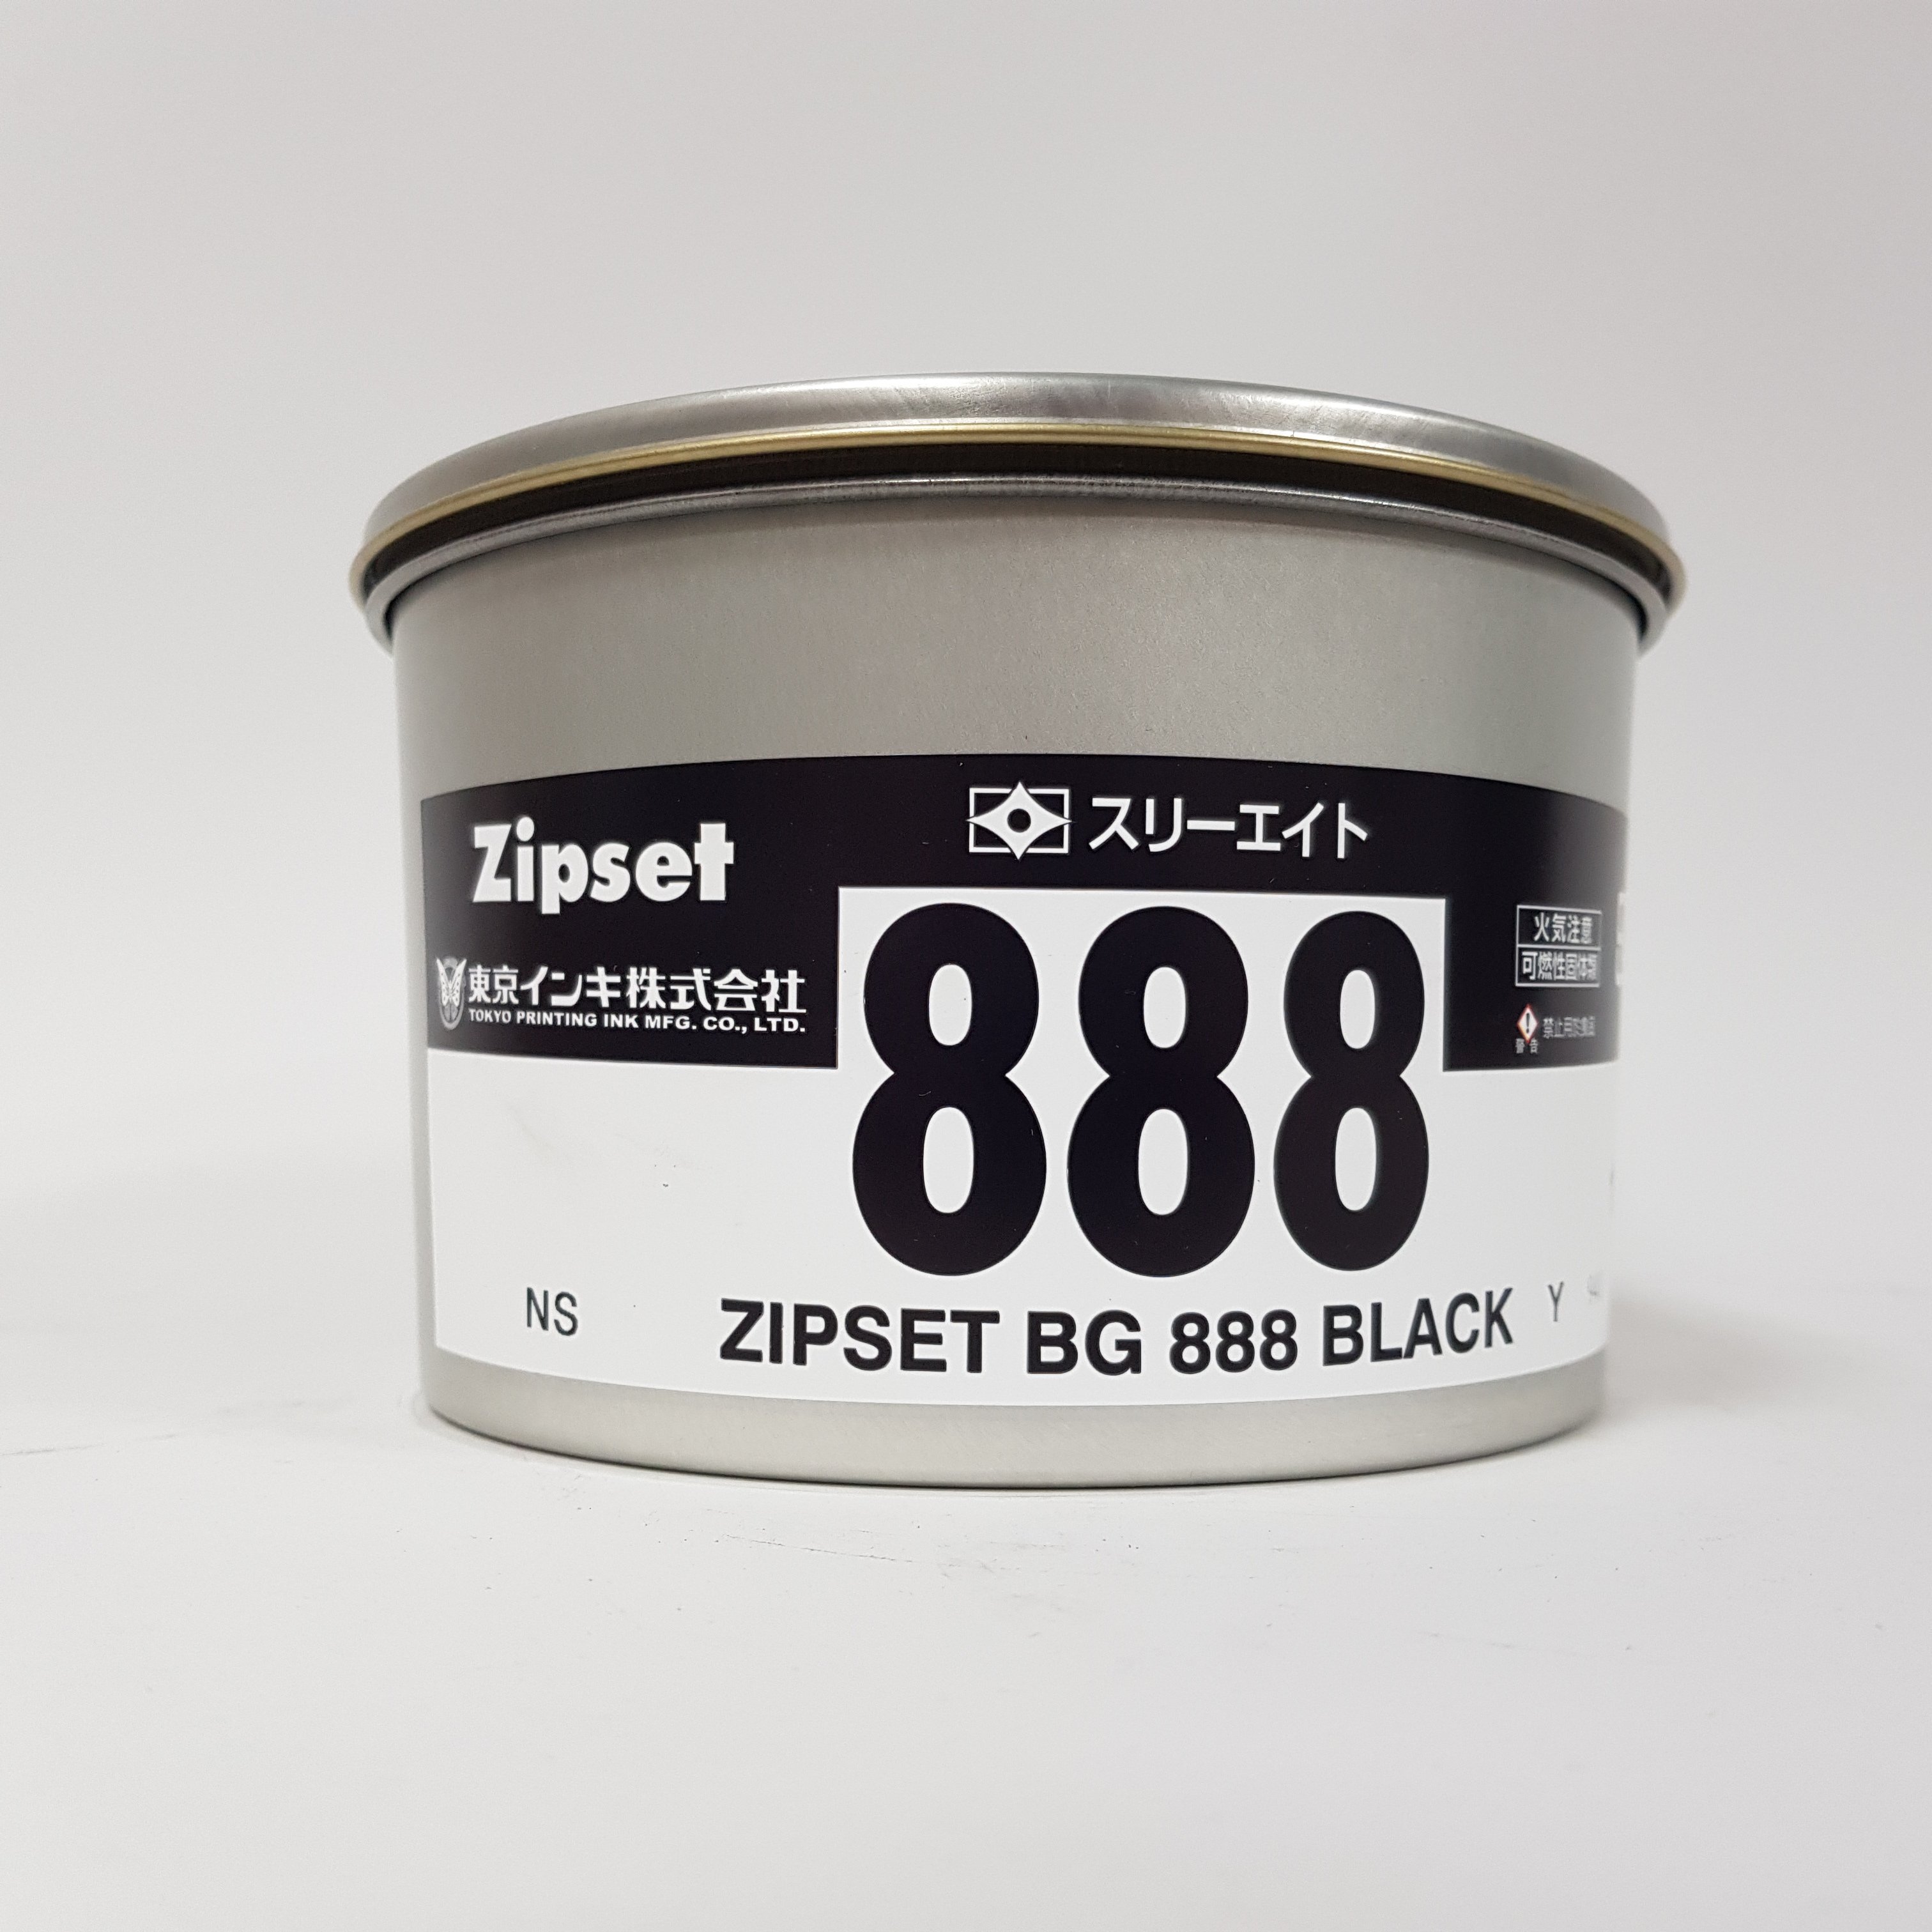 Zipset
スリーエイト
東京インキ株式会社
TOKYO PRINTING INK MFG. CO., LTD.
888
火気注意
可燃性固体類
警告
NS
ZIPSET BG 888 BLACK
Y